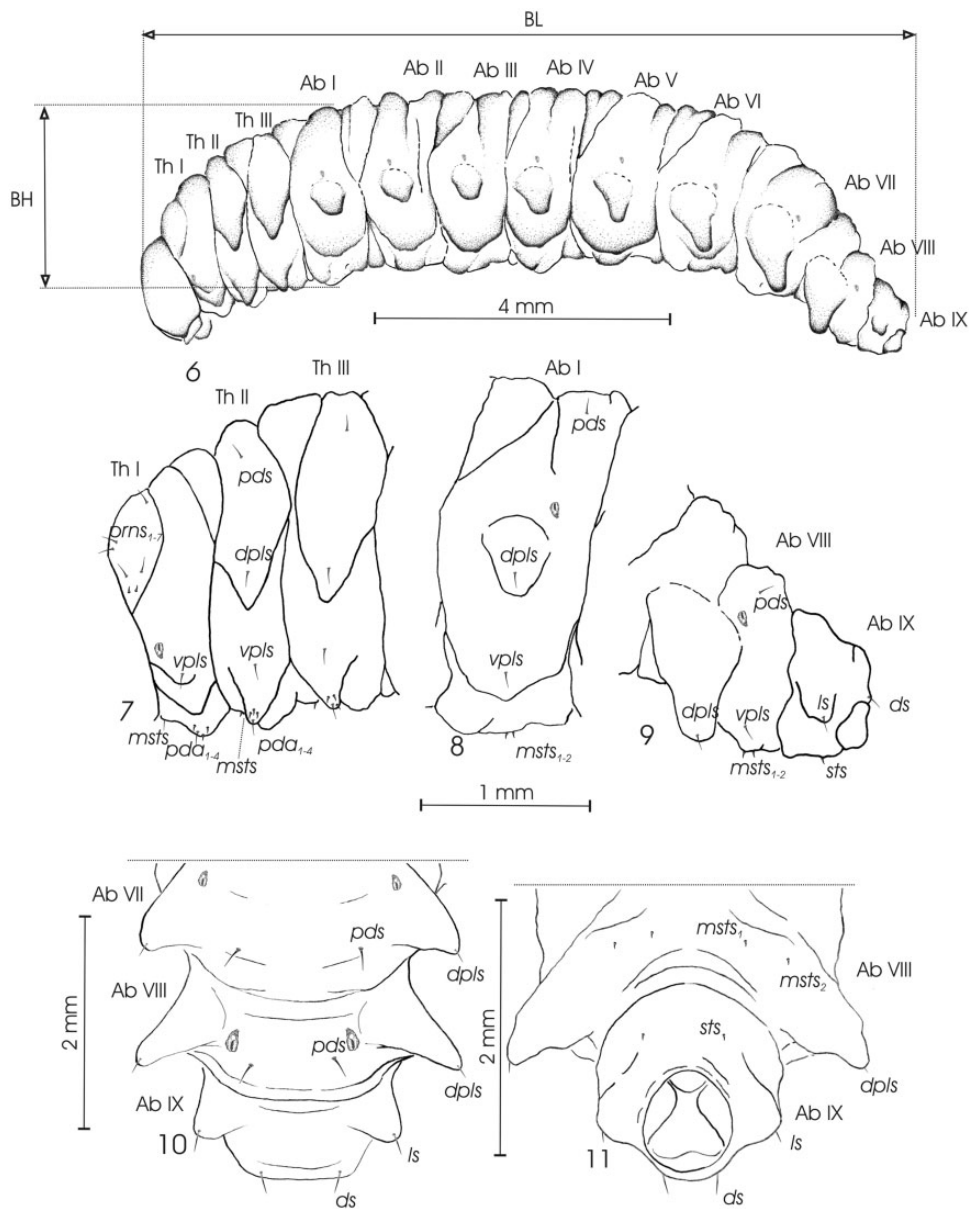 BL
Ab I
Ab II
Ab III
Ab IV
Ab V
Ab VI
Ab VII
Ab VIII
Ab IX
Th III
Th II
Th I
BH
4 mm
6
Th I
Th II
Th III
prns₁₋₇
pds
dpls
vpls
vpls
msts
pda₁₋₄
msts
pda₁₋₄
7
Ab I
pds
dpls
vpls
msts₁₋₂
8
1 mm
Ab VIII
pds
Ab IX
ls
ds
dpls
vpls
msts₁₋₂
sts
9
Ab VII
pds
dpls
Ab VIII
2 mm
pds
dpls
Ab IX
10
ls
ds
msts₁
msts₂
Ab VIII
2 mm
sts
dpls
Ab IX
ls
11
ds